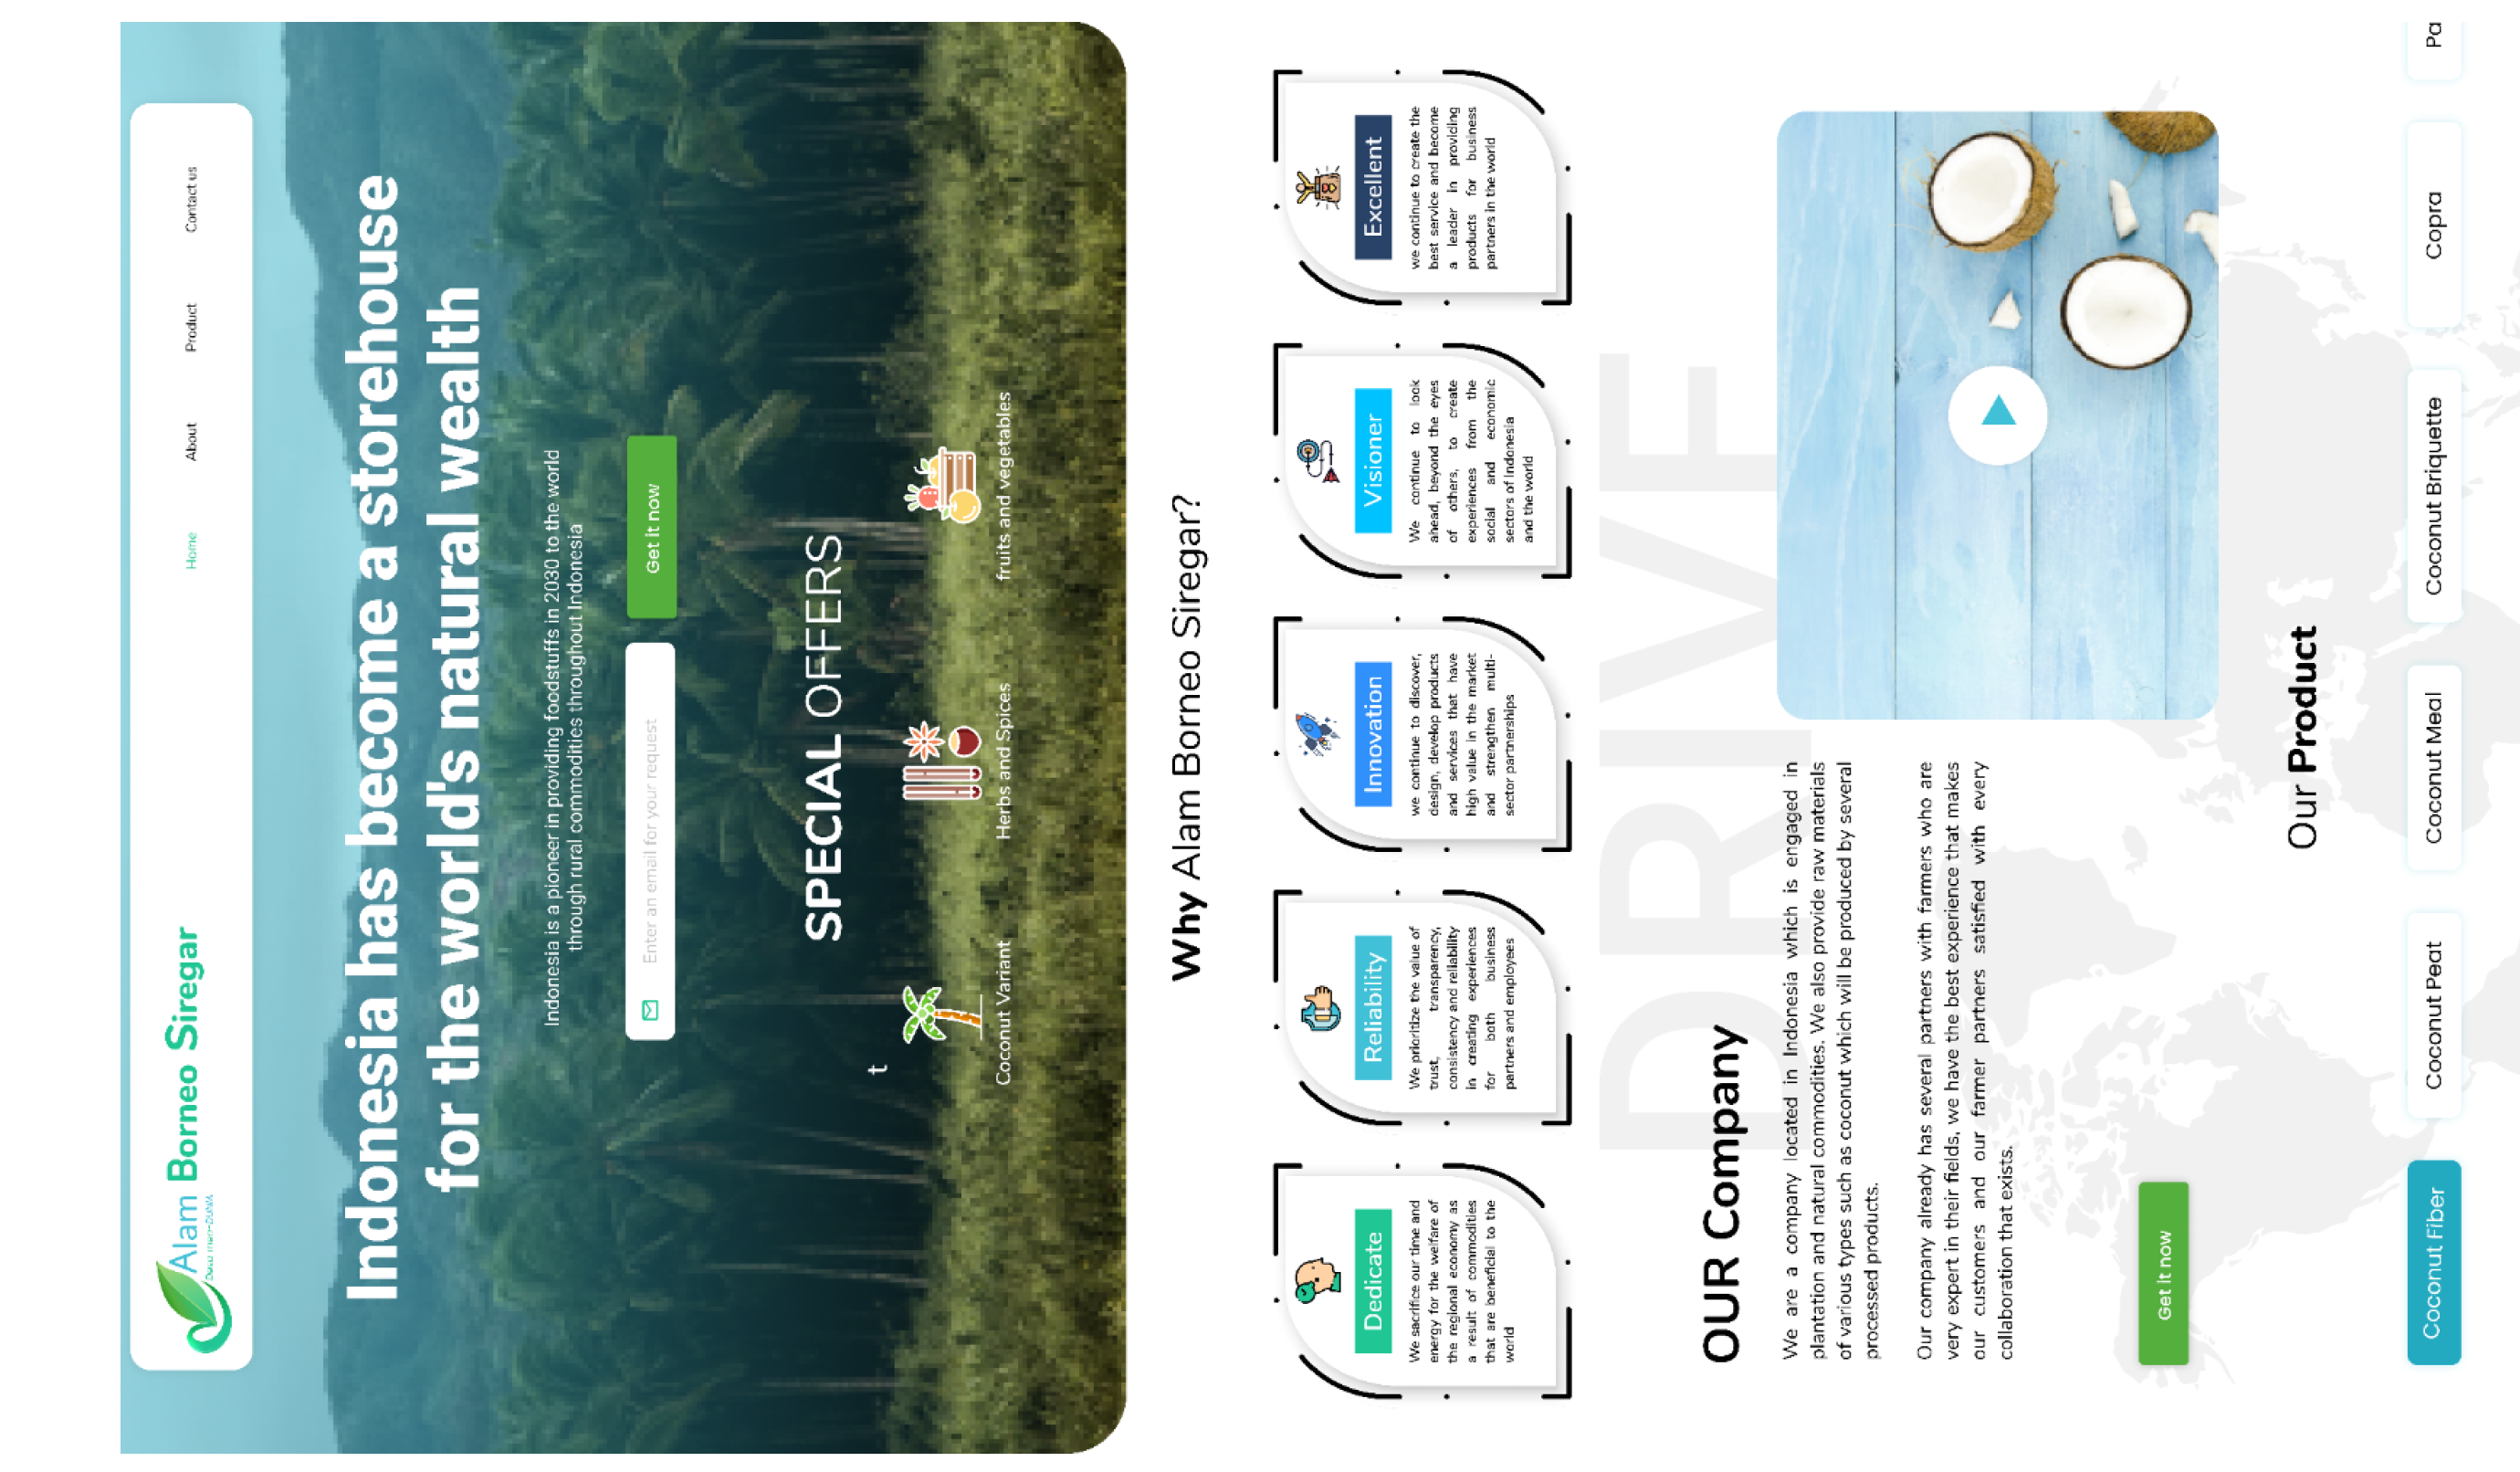 Alam Borneo Siregar
Home
About
Product
Contact us
Indonesia has become a storehouse
for the world's natural wealth
Indonesia is a pioneer in providing foodstuffs in 2030 to the world
through rural commodities throughout Indonesia
Enter an email for your request
Get it now
SPECIAL OFFERS
t
Coconut Variant
Herbs and Spices
fruits and vegetables
Why Alam Borneo Siregar?
Dedicate
We sacrifice our time and
energy for the welfare of
the regional economy as
a result of commodities
that are beneficial to the
world
Reliability
We prioritize the value of
trust, transparency,
consistency and reliability
in creating experiences
for both business
partners and employees
Innovation
we continue to discover,
design, develop products
and services that have
high value in the market
and strengthen multi-
sector partnerships
Visioner
We continue to look
ahead, beyond the eyes
of others, to create
experiences from the
social and economic
sectors of Indonesia
and the world
Excellent
we continue to create the
best service and become
a leader in providing
products for business
partners in the world
DRIVE
OUR Company
We are a company located in Indonesia which is engaged in
plantation and natural commodities. We also provide raw materials
of various types such as coconut which will be produced by several
processed products.
Our company already has several partners with farmers who are
very expert in their fields, we have the best experience that makes
our customers and our farmer partners satisfied with every
collaboration that exists.
Get it now
Our Product
Coconut Fiber
Coconut Peat
Coconut Meal
Coconut Briquette
Copra
Pa